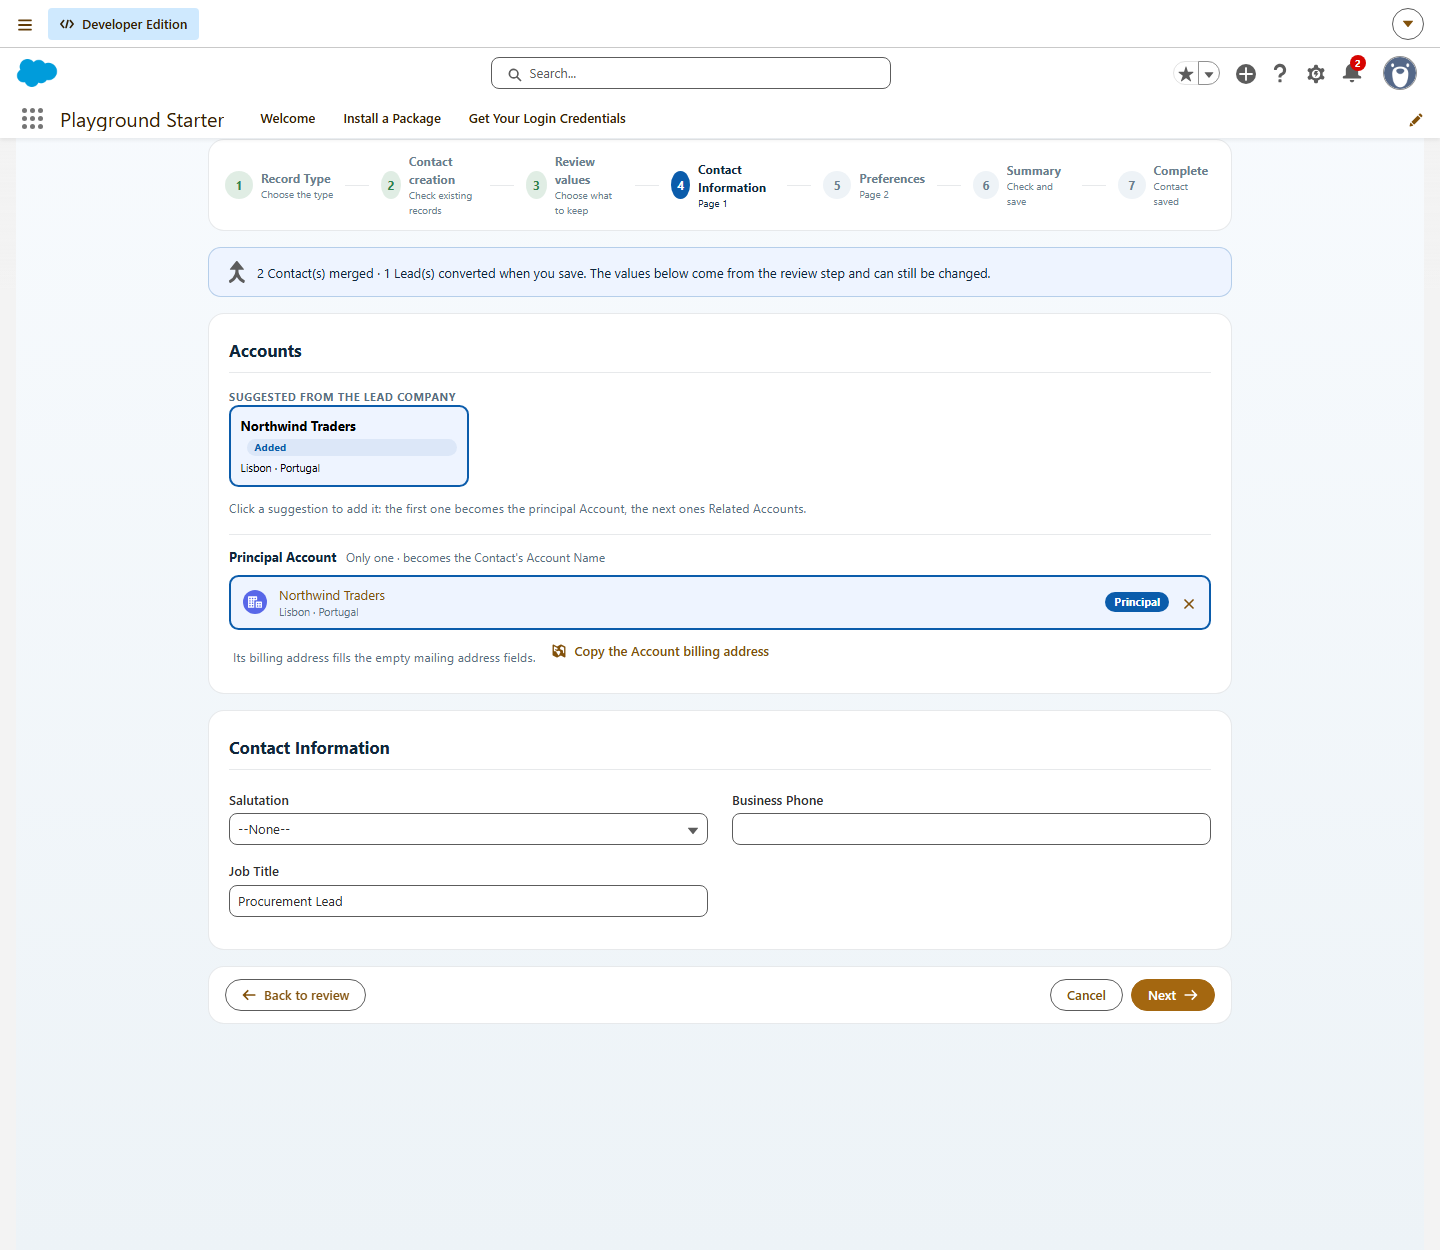 Developer Edition
Search...
2
Playground Starter
Welcome
Install a Package
Get Your Login Credentials
1
Record Type
Choose the type
2
Contact
creation
Check existing
records
3
Review
values
Choose what
to keep
4
Contact
Information
Page 1
5
Preferences
Page 2
6
Summary
Check and
save
7
Complete
Contact
saved
2 Contact(s) merged · 1 Lead(s) converted when you save. The values below come from the review step and can still be changed.
Accounts
SUGGESTED FROM THE LEAD COMPANY
Northwind Traders
Added
Lisbon · Portugal
Click a suggestion to add it: the first one becomes the principal Account, the next ones Related Accounts.
Principal Account Only one · becomes the Contact's Account Name
Northwind Traders
Lisbon · Portugal
Principal
Its billing address fills the empty mailing address fields.
Copy the Account billing address
Contact Information
Salutation
--None--
Business Phone
Job Title
Procurement Lead
Back to review
Cancel
Next